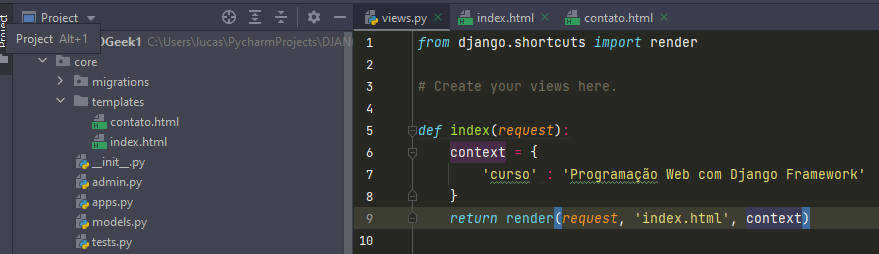 Project
views.py
index.html
contato.html
Project
Project Alt+1
OGeek1 C:\Users\lucas\PycharmProjects\DJAN
core
migrations
templates
contato.html
index.html
__init__.py
admin.py
apps.py
models.py
tests.py
1 from django.shortcuts import render
2
3 # Create your views here.
4
5 def index(request):
6 context = {
7 'curso' : 'Programação Web com Django Framework'
8 }
9 return render(request, 'index.html', context)
10